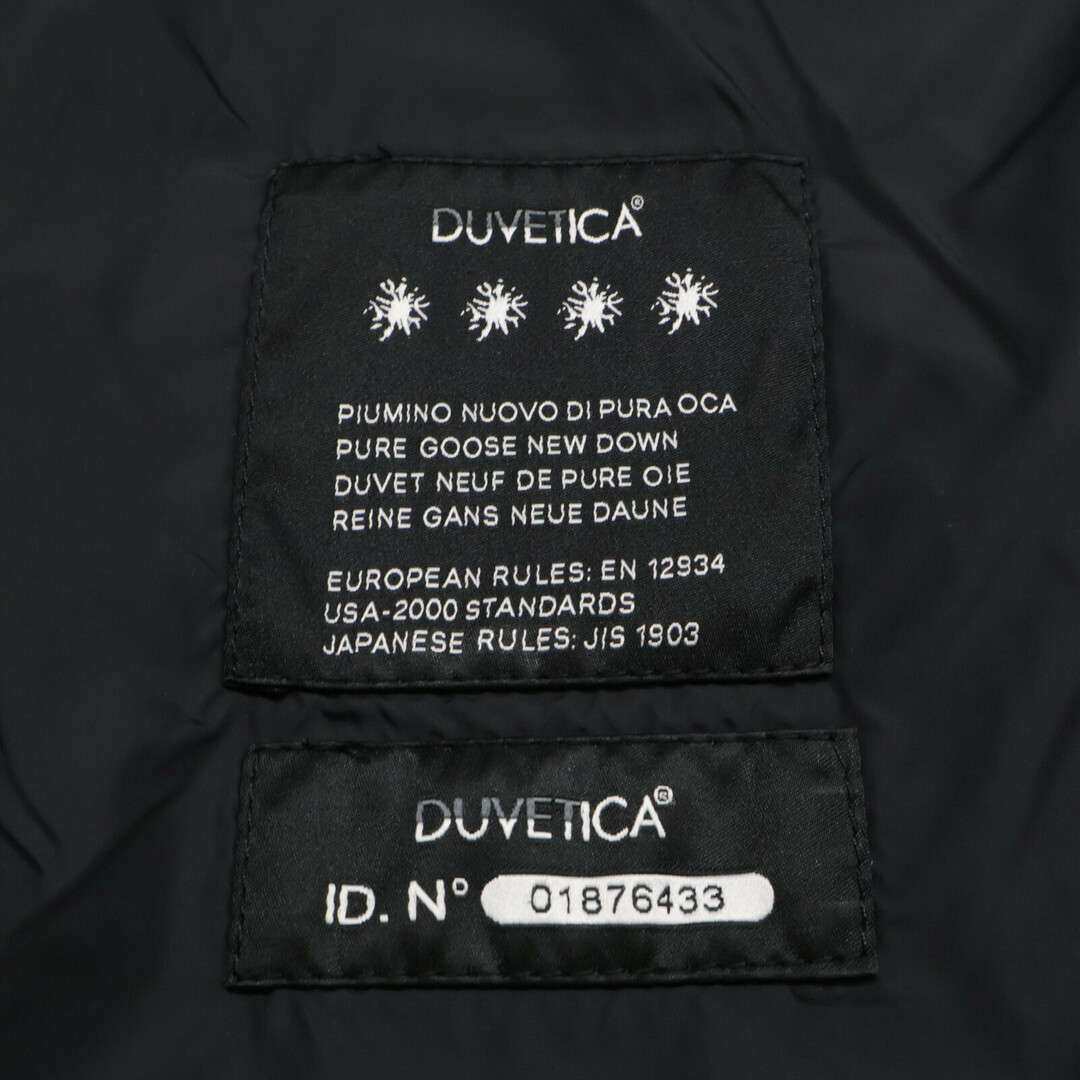 DUVETICA®
PIUMINO NUOVO DI PURA OCA
PURE GOOSE NEW DOWN
DUVET NEUF DE PURE OIE
REINE GANS NEUE DAUNE
EUROPEAN RULES: EN 12934
USA-2000 STANDARDS
JAPANESE RULES: JIS 1903
DUVETICA®
ID. N° 01876433